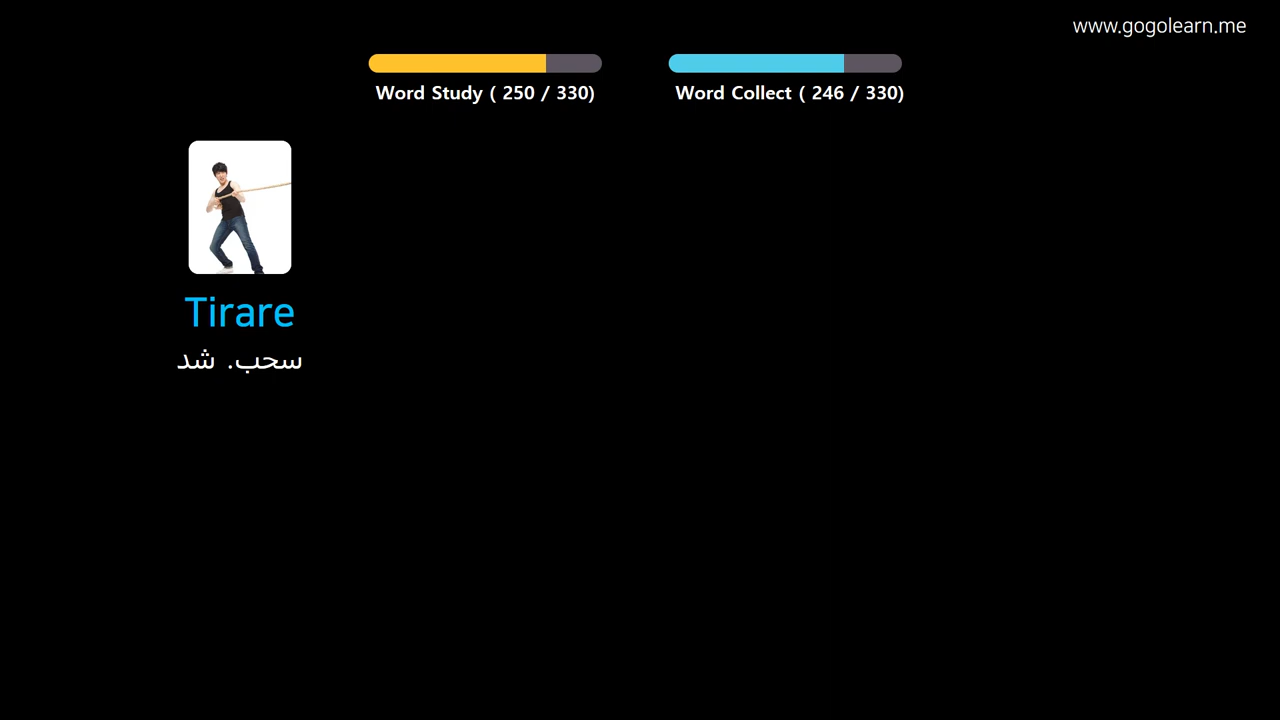 www.gogolearn.me
Word Study ( 250 / 330)
Word Collect ( 246 / 330)
Tirare
سحب. شد